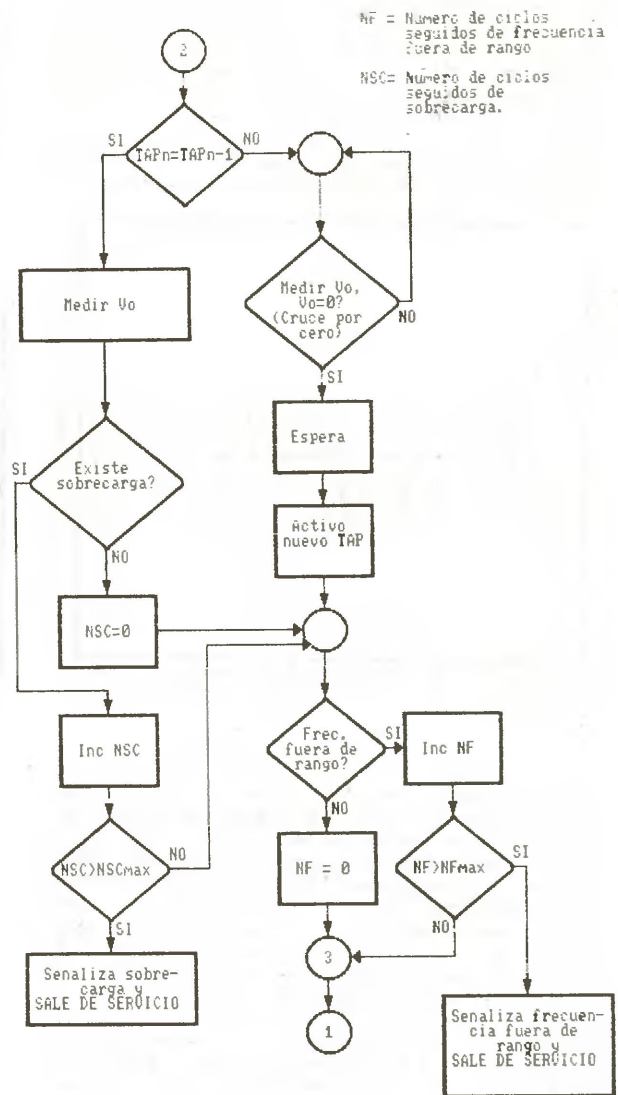 NF = Numero de ciclos
seguidos de frecuencia
fuera de rango
NSC= Numero de ciclos
seguidos de
sobrecarga.
2
SI
TAPn=TAPn-1
NO
Medir Vo
Medir Vo,
Vo=0?
(Cruce por
cero)
NO
SI
Espera
SI
Existe
sobrecarga?
NO
Activo
nuevo TAP
NSC=0
Inc NSC
Frec.
fuera de
rango?
SI
Inc NF
NO
NSC>NSCmax
NO
SI
NF = 0
NF>NFmax
SI
NO
Senaliza sobre-
carga y
SALE DE SERVICIO
3
1
Senaliza frecuen-
cia fuera de
rango y
SALE DE SERVICIO